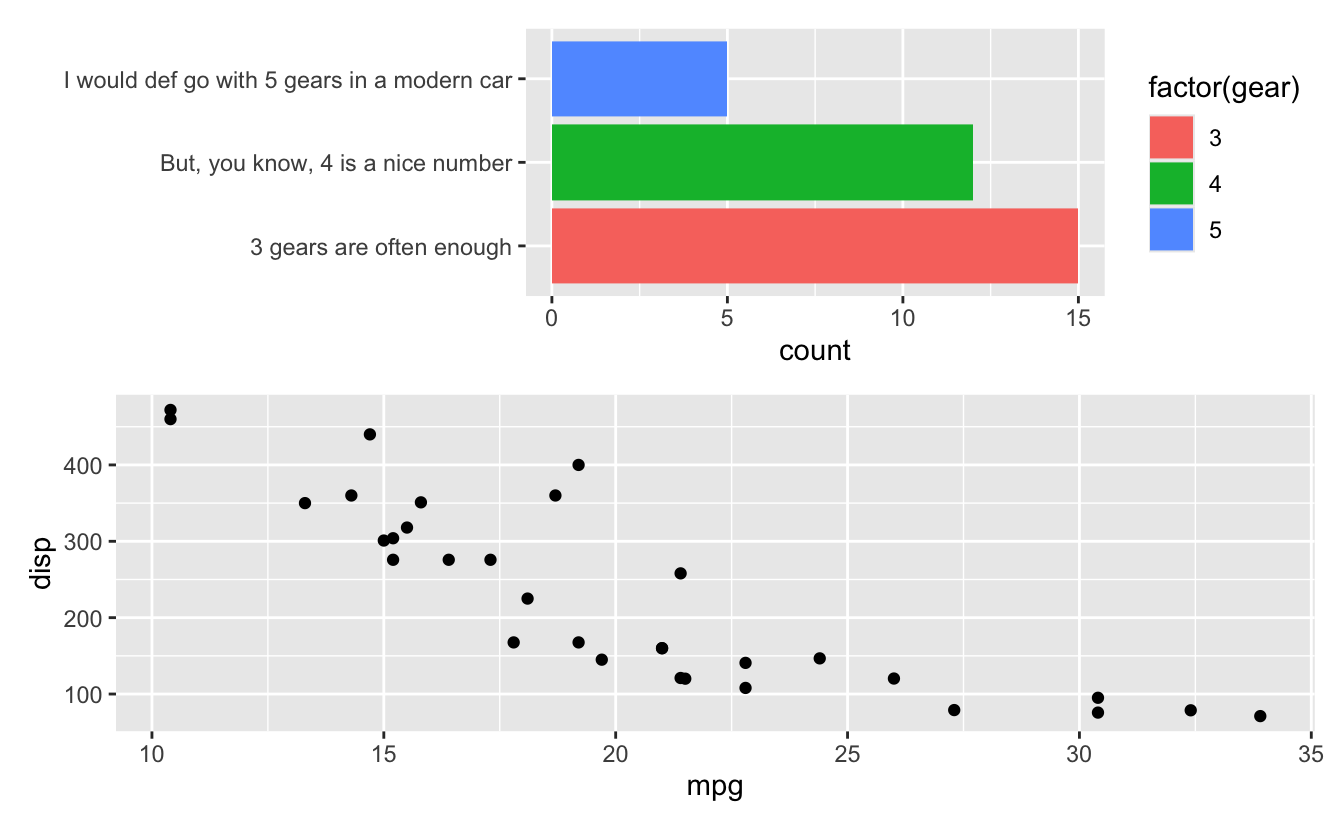 I would def go with 5 gears in a modern car
But, you know, 4 is a nice number
3 gears are often enough
0 5 10 15
count
factor(gear)
3
4
5
400
300
200
100
disp
10 15 20 25 30 35
mpg